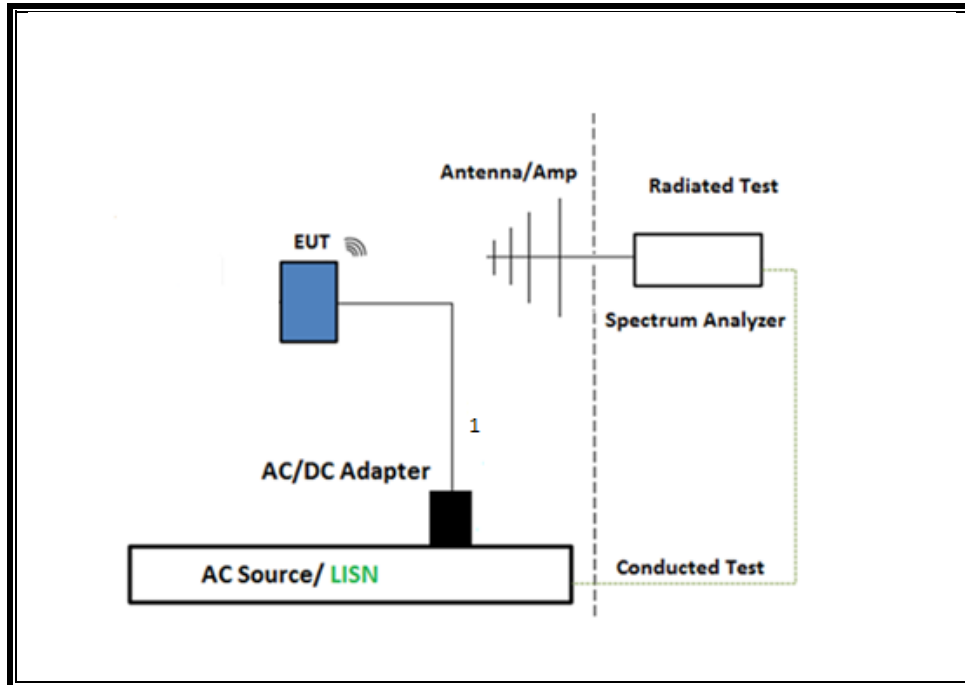 Antenna/Amp
Radiated Test
EUT
Spectrum Analyzer
1
AC/DC Adapter
AC Source/ LISN
Conducted Test